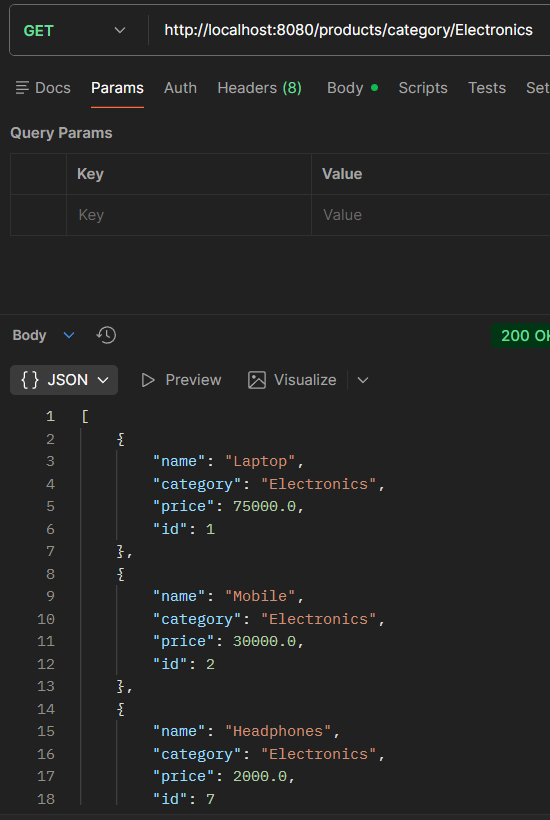 GET http://localhost:8080/products/category/Electronics
Docs Params Auth Headers (8) Body Scripts Tests Set
Query Params
Key Value
Key Value
Body 200 OK
{} JSON Preview Visualize
1 [
2 {
3 "name": "Laptop",
4 "category": "Electronics",
5 "price": 75000.0,
6 "id": 1
7 },
8 {
9 "name": "Mobile",
10 "category": "Electronics",
11 "price": 30000.0,
12 "id": 2
13 },
14 {
15 "name": "Headphones",
16 "category": "Electronics",
17 "price": 2000.0,
18 "id": 7